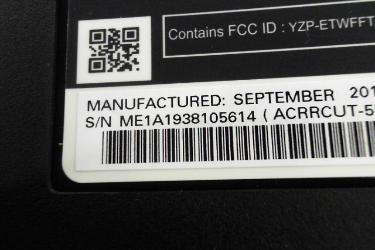 Contains FCC ID : YZP-ETWFFT
MANUFACTURED: SEPTEMBER 201
S/N ME1A1938105614 ( ACRRCUT-5